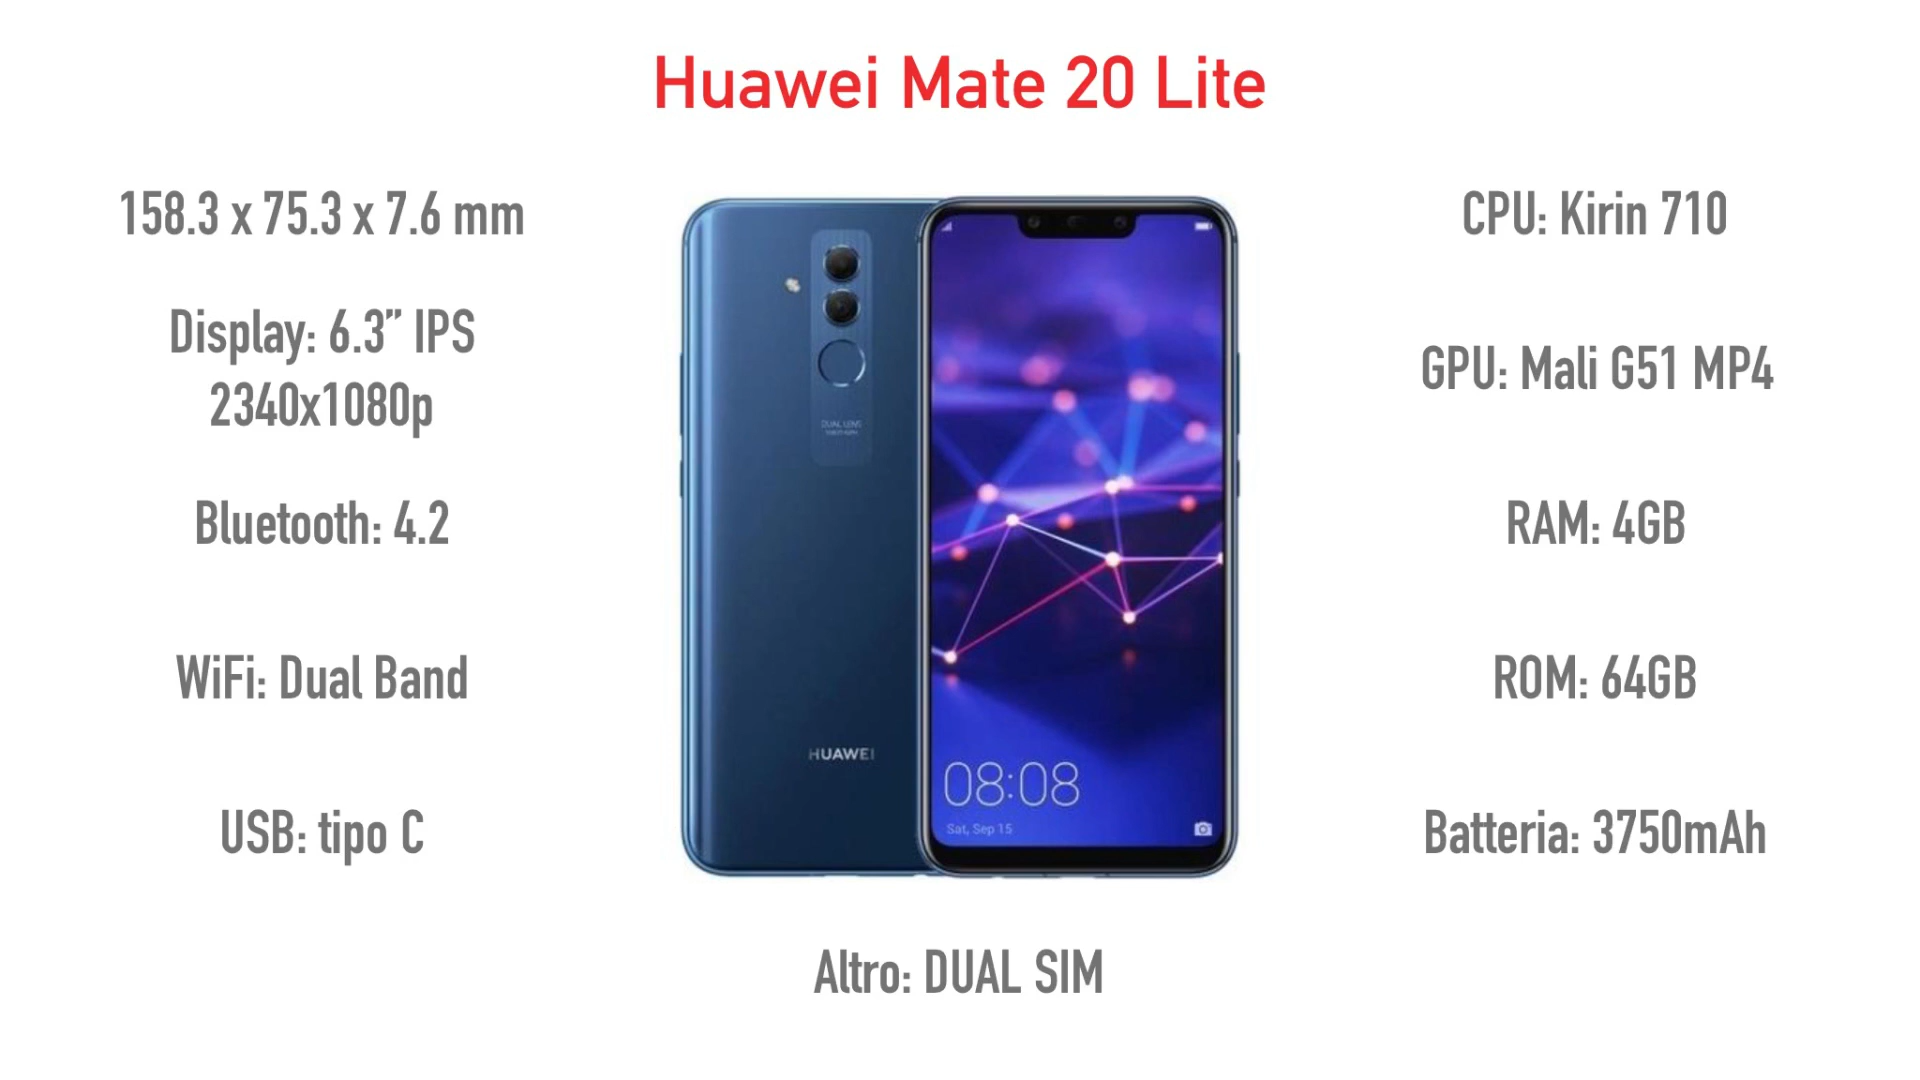 Huawei Mate 20 Lite
158.3 x 75.3 x 7.6 mm
Display: 6.3” IPS
2340x1080p
Bluetooth: 4.2
WiFi: Dual Band
USB: tipo C
DUAL LENS
HUAWEI
08:08
Sat, Sep 15
CPU: Kirin 710
GPU: Mali G51 MP4
RAM: 4GB
ROM: 64GB
Batteria: 3750mAh
Altro: DUAL SIM